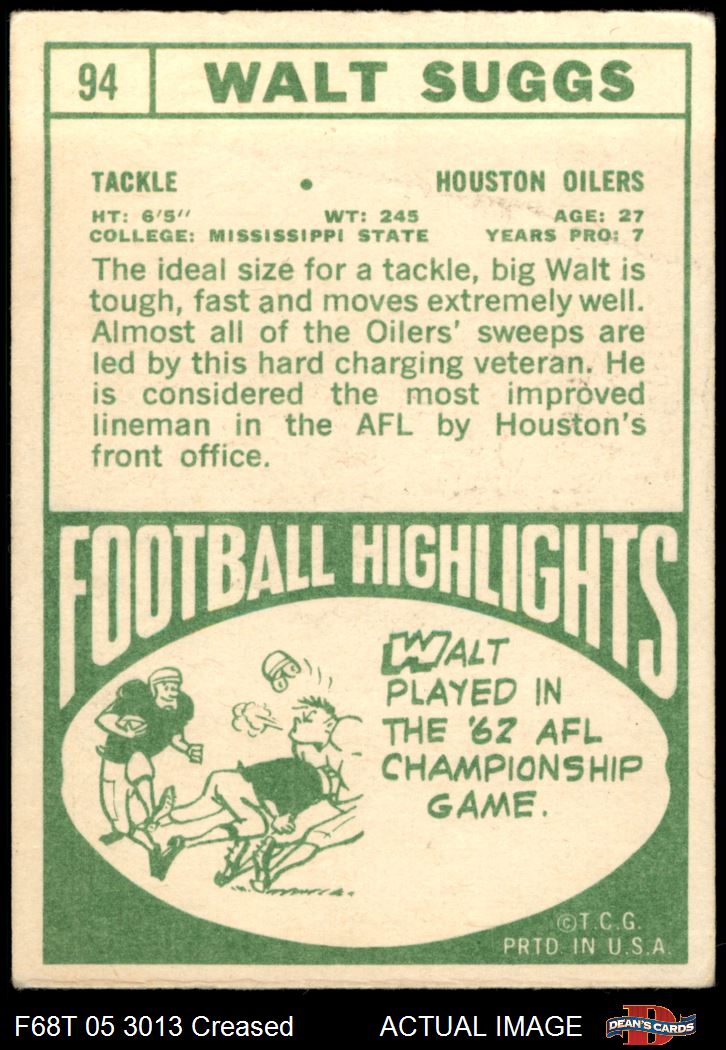 94 WALT SUGGS
TACKLE • HOUSTON OILERS
HT: 6'5" WT: 245 AGE: 27
COLLEGE: MISSISSIPPI STATE YEARS PRO: 7
The ideal size for a tackle, big Walt is
tough, fast and moves extremely well.
Almost all of the Oilers' sweeps are
led by this hard charging veteran. He
is considered the most improved
lineman in the AFL by Houston's
front office.
FOOTBALL HIGHLIGHTS
WALT
PLAYED IN
THE '62 AFL
CHAMPIONSHIP
GAME.
©T.C.G.
PRTD. IN U.S.A.
F68T 05 3013 Creased ACTUAL IMAGE DEAN'S CARDS